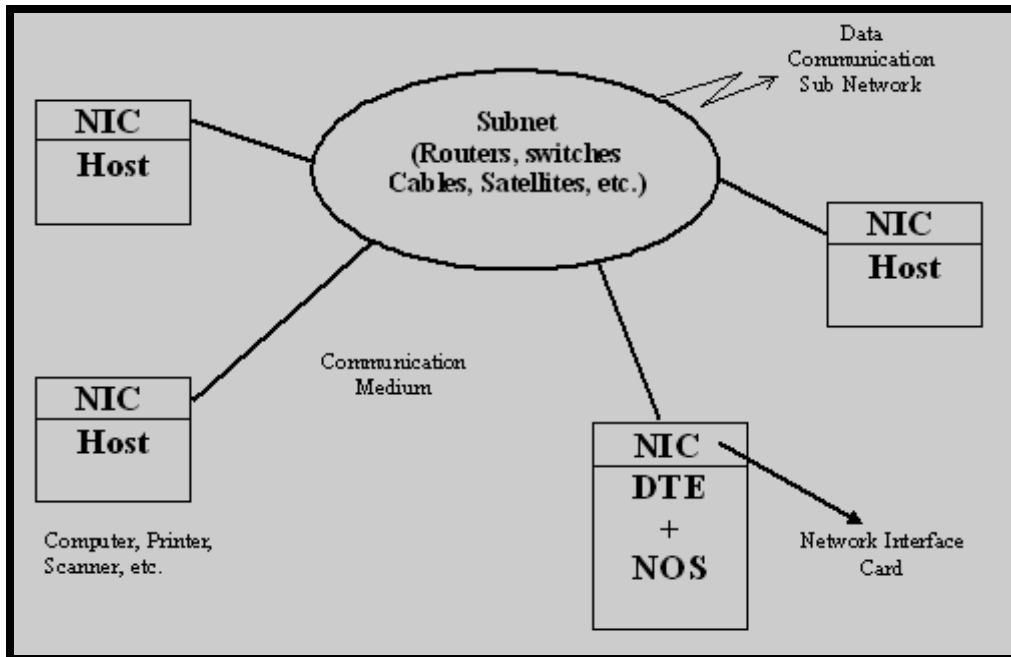 Data
Communication
Sub Network
NIC
Host
Subnet
(Routers, switches
Cables, Satellites, etc.)
NIC
Host
Communication
Medium
NIC
Host
Computer, Printer,
Scanner, etc.
NIC
DTE
+
NOS
Network Interface
Card